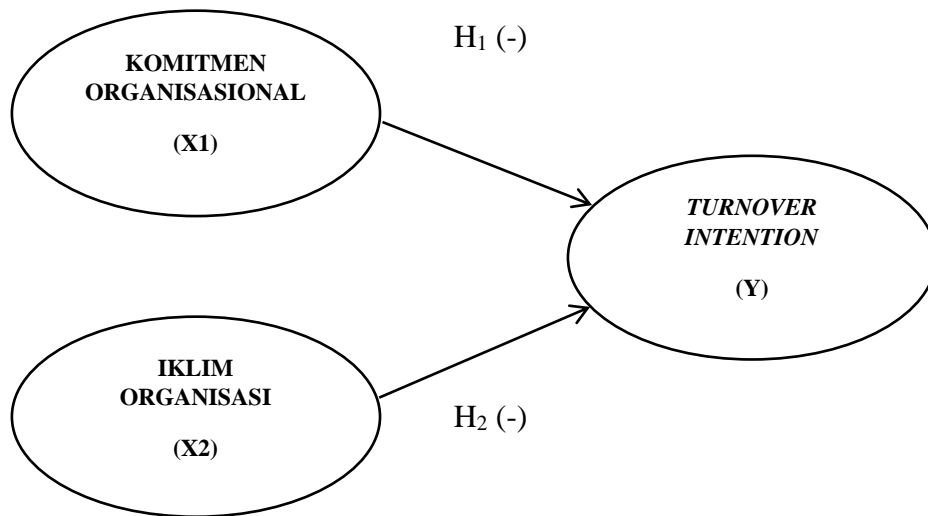 KOMITMEN
ORGANISASIONAL
(X1)
H₁ (-)
TURNOVER
INTENTION
(Y)
IKLIM
ORGANISASI
(X2)
H₂ (-)